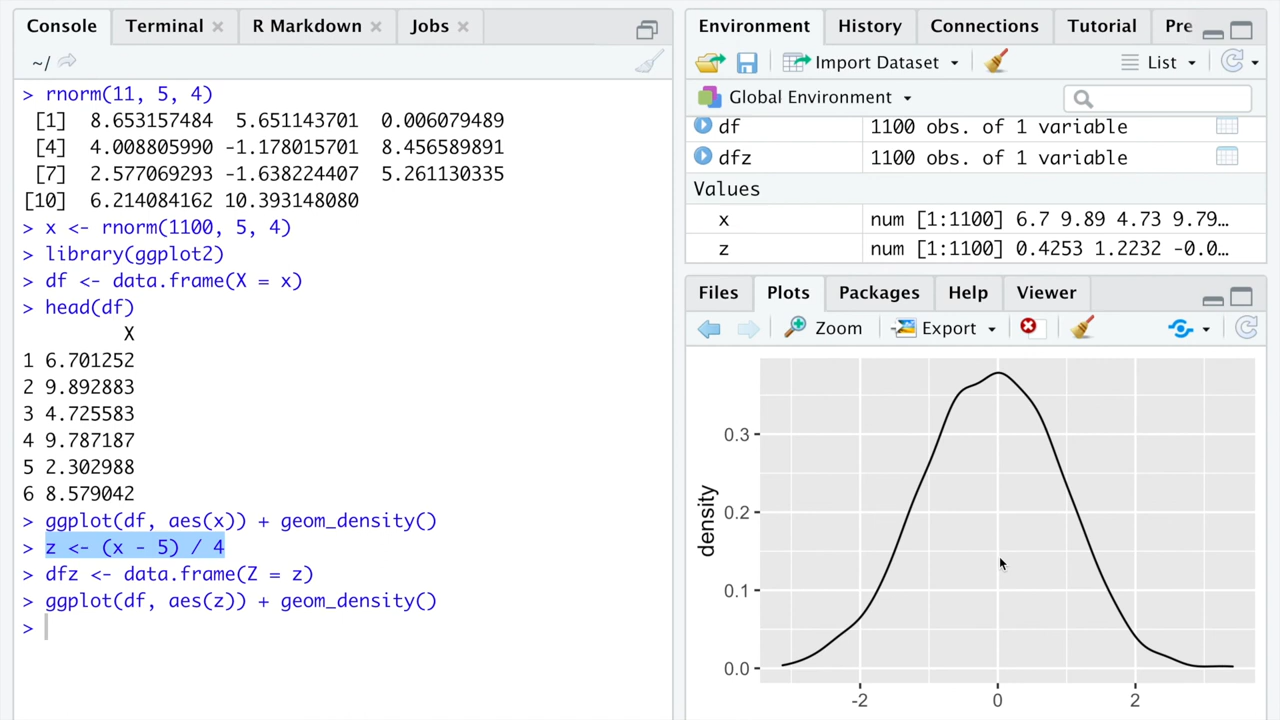 Console Terminal R Markdown Jobs
~/
> rnorm(11, 5, 4)
[1] 8.653157484 5.651143701 0.006079489
[4] 4.008805990 -1.178015701 8.456589891
[7] 2.577069293 -1.638224407 5.261130335
[10] 6.214084162 10.393148080
> x <- rnorm(1100, 5, 4)
> library(ggplot2)
> df <- data.frame(X = x)
> head(df)
X
1 6.701252
2 9.892883
3 4.725583
4 9.787187
5 2.302988
6 8.579042
> ggplot(df, aes(x)) + geom_density()
> z <- (x - 5) / 4
> dfz <- data.frame(Z = z)
> ggplot(df, aes(z)) + geom_density()
>
Environment History Connections Tutorial Pre
Import Dataset List
Global Environment
df 1100 obs. of 1 variable
dfz 1100 obs. of 1 variable
Values
x num [1:1100] 6.7 9.89 4.73 9.79…
z num [1:1100] 0.4253 1.2232 -0.0…
Files Plots Packages Help Viewer
Zoom Export
density
0.3
0.2
0.1
0.0
-2 0 2